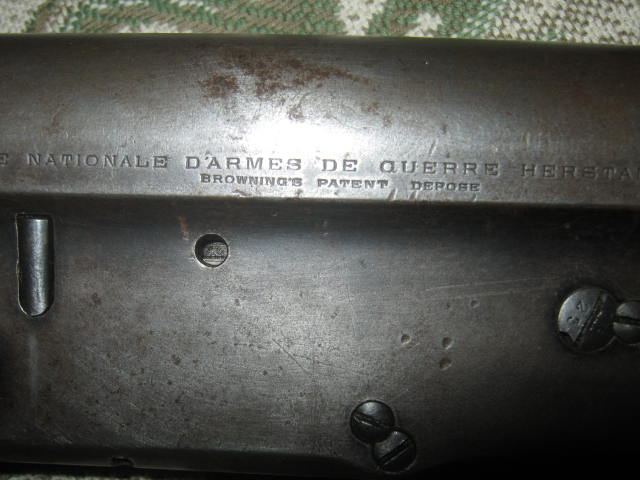 E NATIONALE D'ARMES DE GUERRE HERSTA
BROWNING'S PATENT DEPOSE